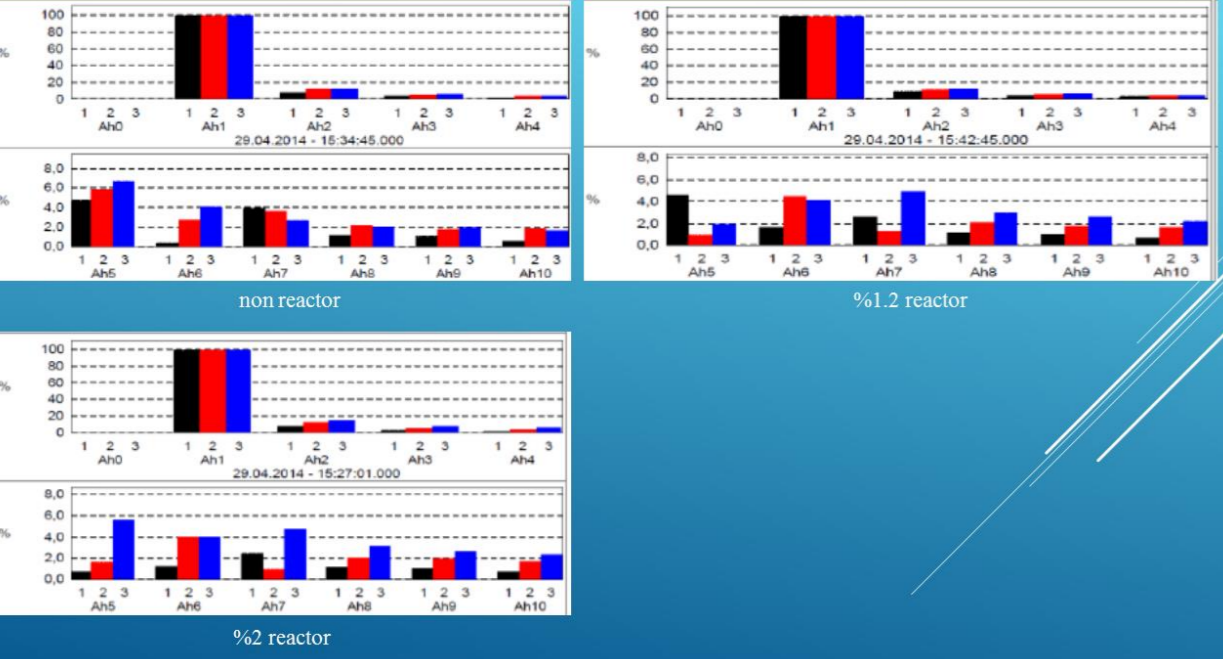 100
80
% 60
40
20
0
1 2 3 1 2 3 1 2 3 1 2 3 1 2 3
Ah0 Ah1 Ah2 Ah3 Ah4
29.04.2014 - 15:34:45.000
8,0
6,0
% 4,0
2,0
0,0
1 2 3 1 2 3 1 2 3 1 2 3 1 2 3 1 2 3
Ah5 Ah6 Ah7 Ah8 Ah9 Ah10
non reactor
100
80
% 60
40
20
0
1 2 3 1 2 3 1 2 3 1 2 3 1 2 3
Ah0 Ah1 Ah2 Ah3 Ah4
29.04.2014 - 15:42:45.000
8,0
6,0
% 4,0
2,0
0,0
1 2 3 1 2 3 1 2 3 1 2 3 1 2 3 1 2 3
Ah5 Ah6 Ah7 Ah8 Ah9 Ah10
%1.2 reactor
100
80
% 60
40
20
0
1 2 3 1 2 3 1 2 3 1 2 3 1 2 3
Ah0 Ah1 Ah2 Ah3 Ah4
29.04.2014 - 15:27:01.000
8,0
6,0
% 4,0
2,0
0,0
1 2 3 1 2 3 1 2 3 1 2 3 1 2 3 1 2 3
Ah5 Ah6 Ah7 Ah8 Ah9 Ah10
%2 reactor